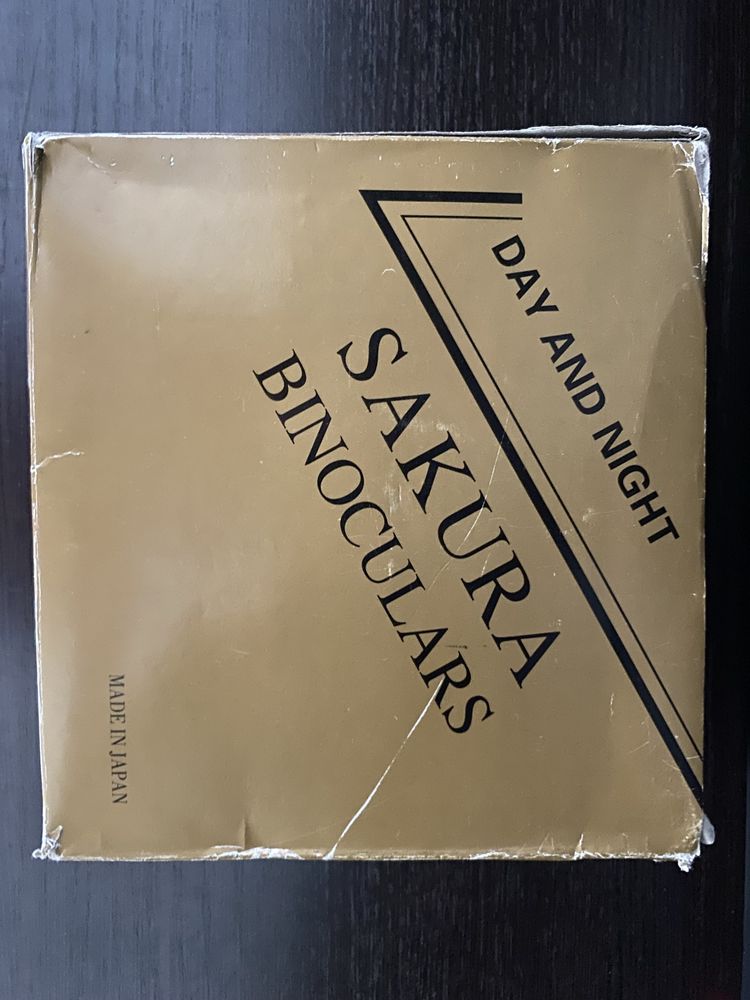 DAY AND NIGHT
SAKURA
BINOCULARS
MADE IN JAPAN